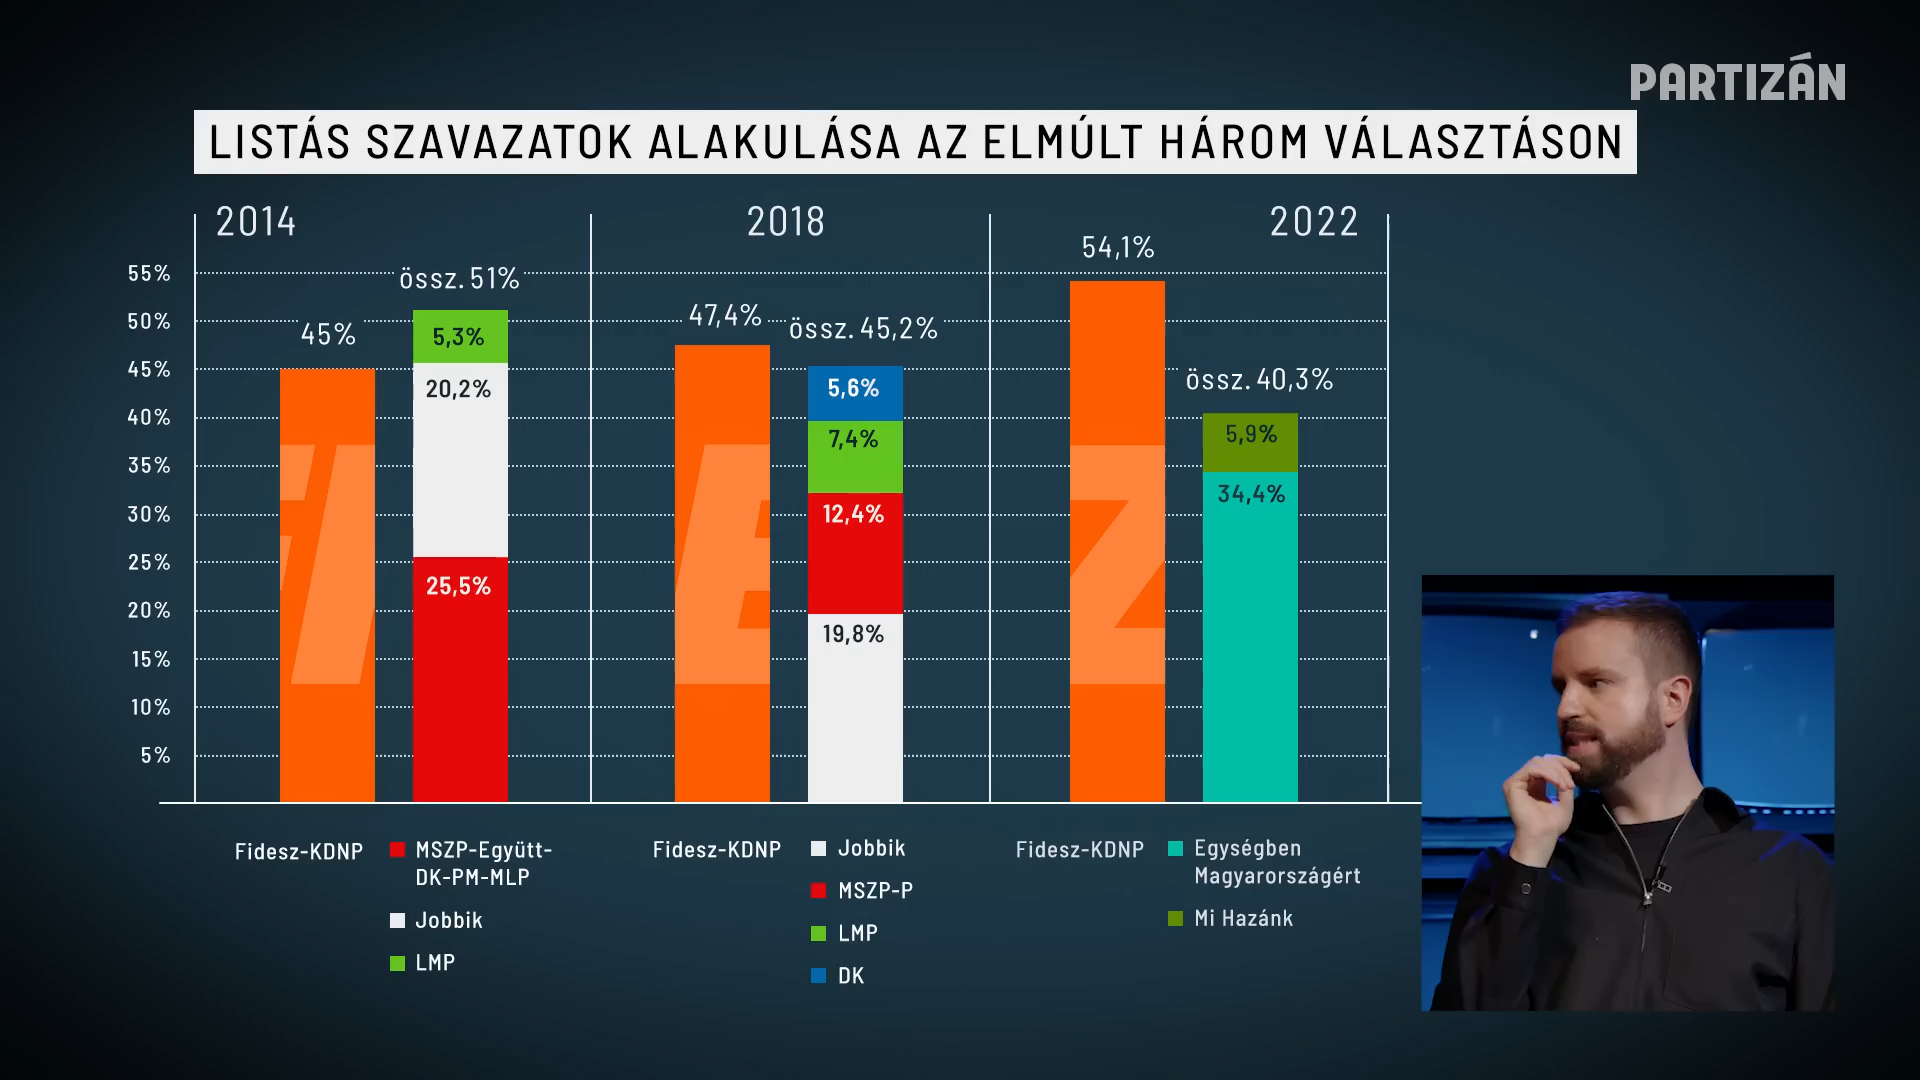 PARTIZÁN
LISTÁS SZAVAZATOK ALAKULÁSA AZ ELMÚLT HÁROM VÁLASZTÁSON
2014
2018
2022
55%
50%
45%
40%
35%
30%
25%
20%
15%
10%
5%
45%
össz. 51%
5,3%
20,2%
25,5%
47,4%
össz. 45,2%
5,6%
7,4%
12,4%
19,8%
54,1%
össz. 40,3%
5,9%
34,4%
Fidesz-KDNP
MSZP-Együtt-
DK-PM-MLP
Jobbik
LMP
Fidesz-KDNP
Jobbik
MSZP-P
LMP
DK
Fidesz-KDNP
Egységben
Magyarországért
Mi Hazánk